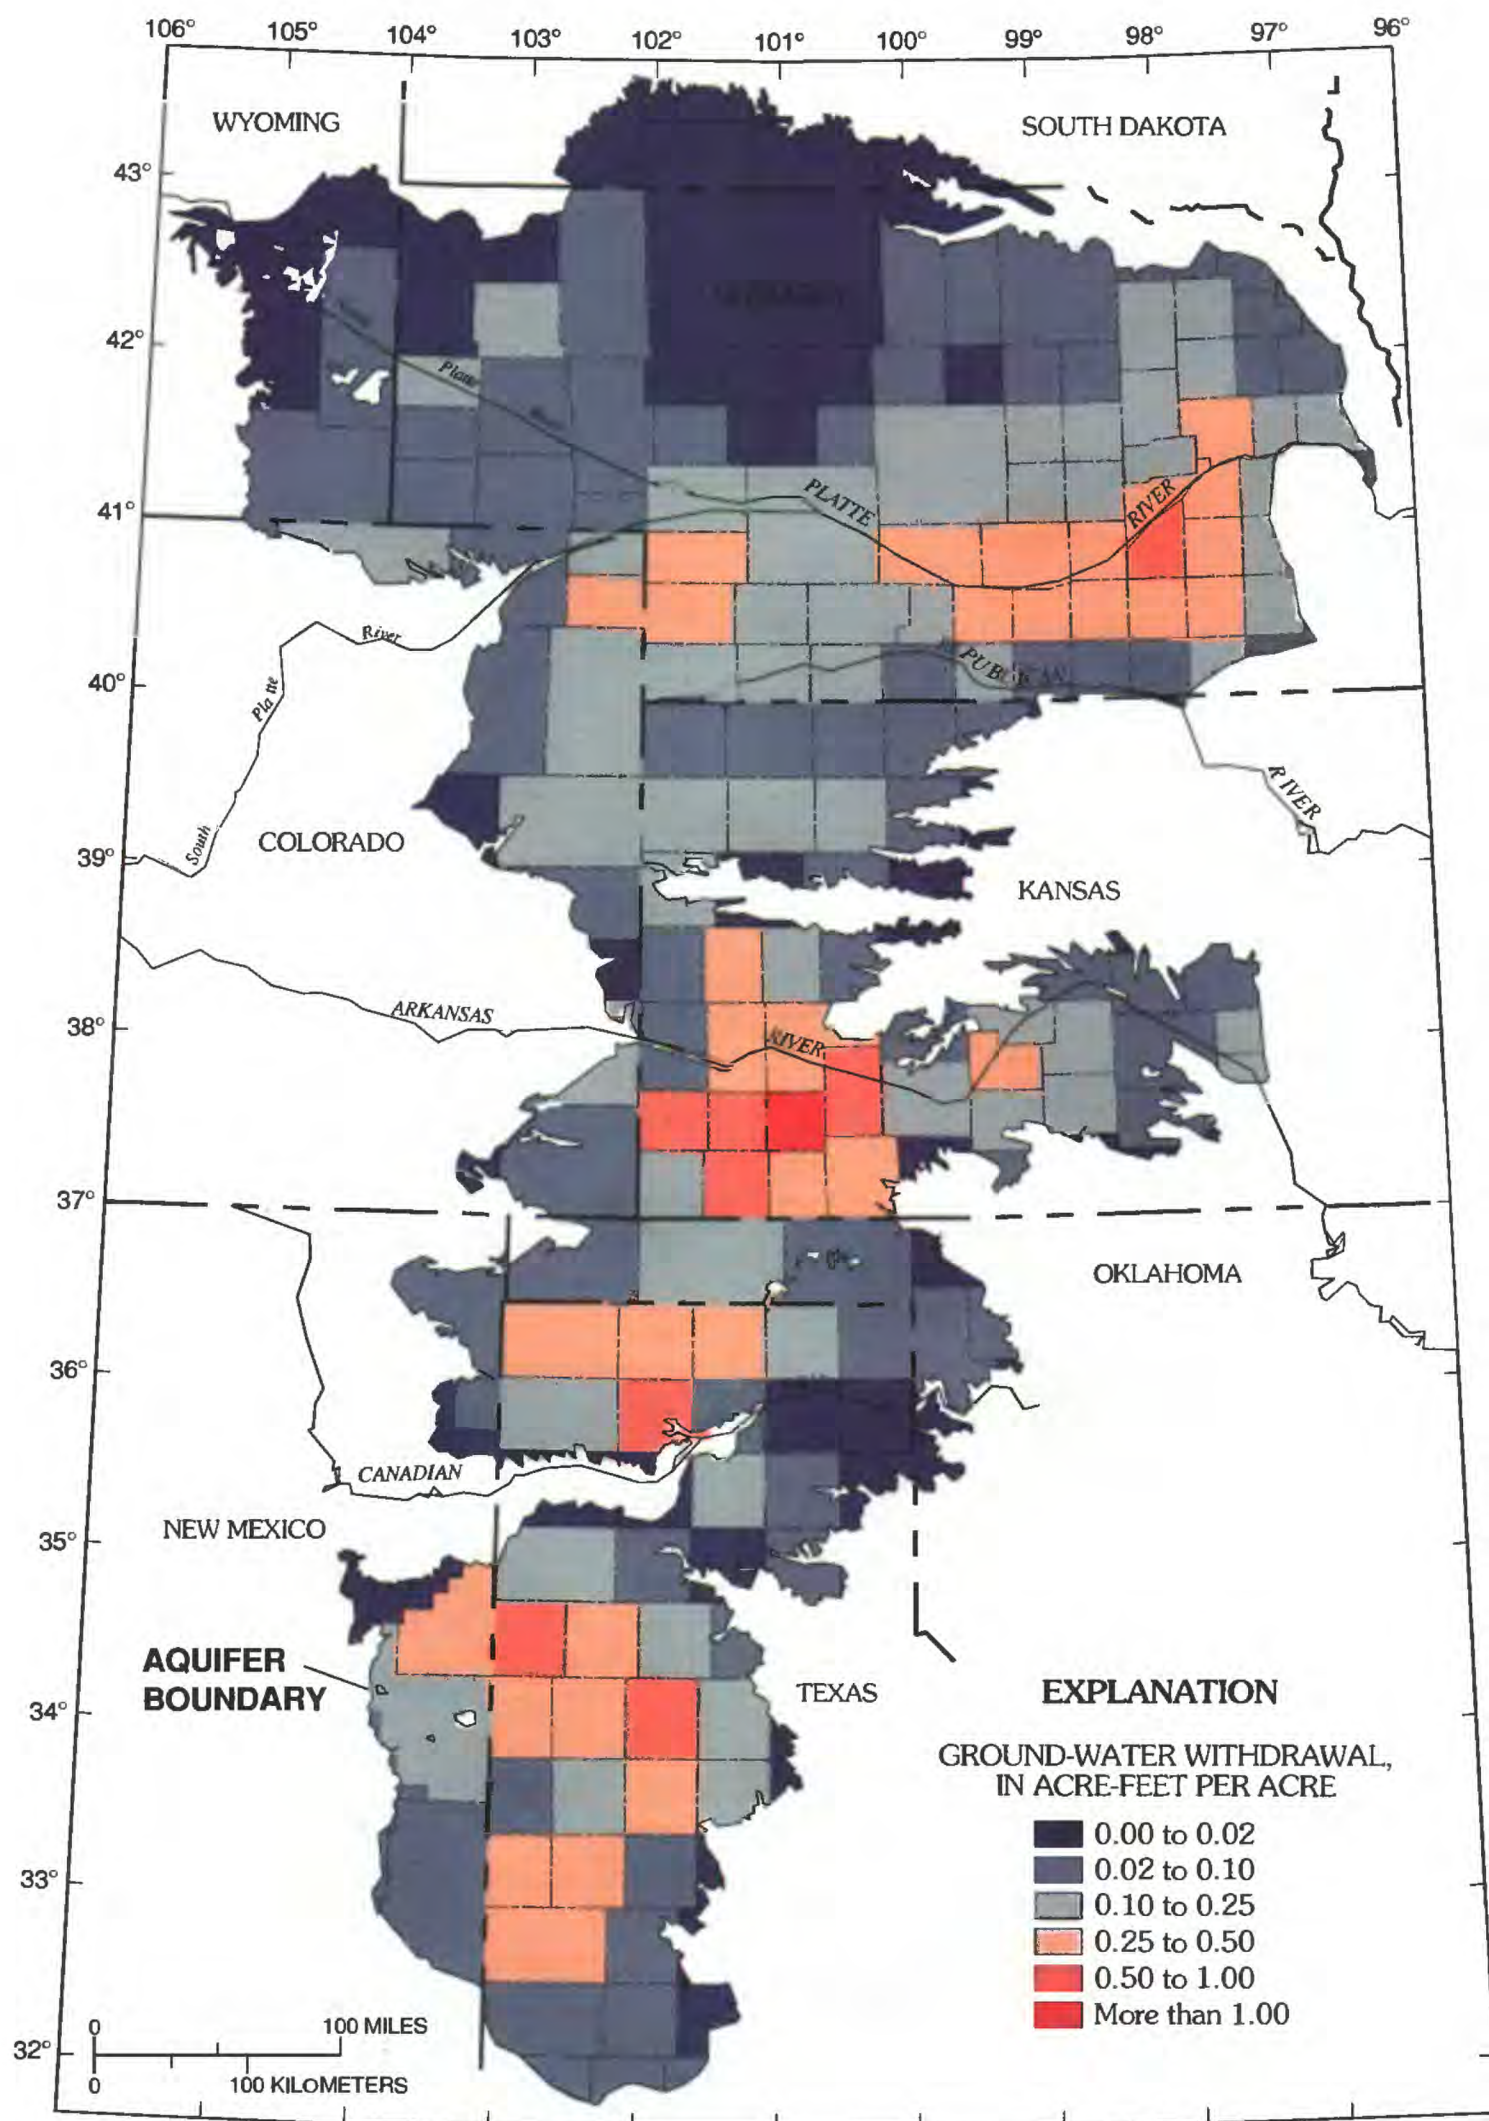 106° 105° 104° 103° 102° 101° 100° 99° 98° 97° 96°
WYOMING
SOUTH DAKOTA
43°
42°
Platte
PLATTE
RIVER
41°
River
REPUBLICAN
40°
Platte
RIVER
South
COLORADO
39°
KANSAS
ARKANSAS
RIVER
38°
37°
OKLAHOMA
36°
CANADIAN
NEW MEXICO
35°
AQUIFER
BOUNDARY
TEXAS
34°
33°
32°
EXPLANATION
GROUND-WATER WITHDRAWAL,
IN ACRE-FEET PER ACRE
0.00 to 0.02
0.02 to 0.10
0.10 to 0.25
0.25 to 0.50
0.50 to 1.00
More than 1.00
0 100 MILES
0 100 KILOMETERS